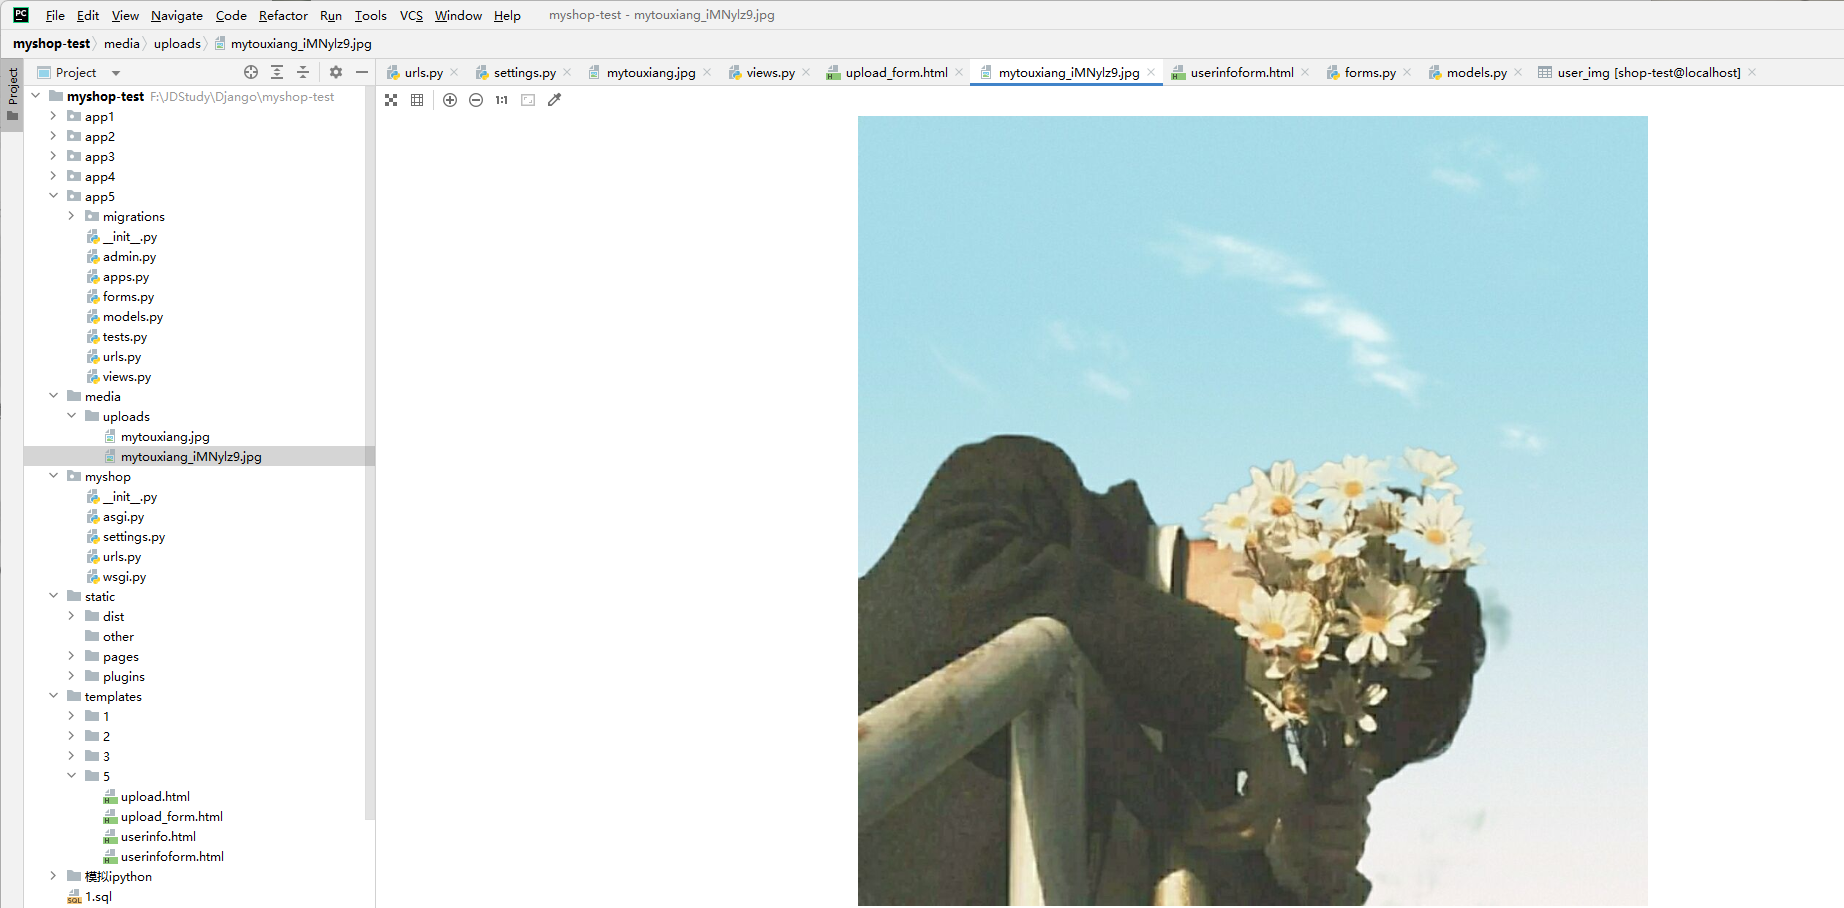 PC File Edit View Navigate Code Refactor Run Tools VCS Window Help myshop-test - mytouxiang_iMNylz9.jpg
myshop-test media uploads mytouxiang_iMNylz9.jpg
Project
Project
urls.py settings.py mytouxiang.jpg views.py upload_form.html mytouxiang_iMNylz9.jpg userinfoform.html forms.py models.py user_img [shop-test@localhost]
1:1
myshop-test F:\JDStudy\Django\myshop-test
app1
app2
app3
app4
app5
migrations
__init__.py
admin.py
apps.py
forms.py
models.py
tests.py
urls.py
views.py
media
uploads
mytouxiang.jpg
mytouxiang_iMNylz9.jpg
myshop
__init__.py
asgi.py
settings.py
urls.py
wsgi.py
static
dist
other
pages
plugins
templates
1
2
3
5
upload.html
upload_form.html
userinfo.html
userinfoform.html
模拟ipython
1.sql